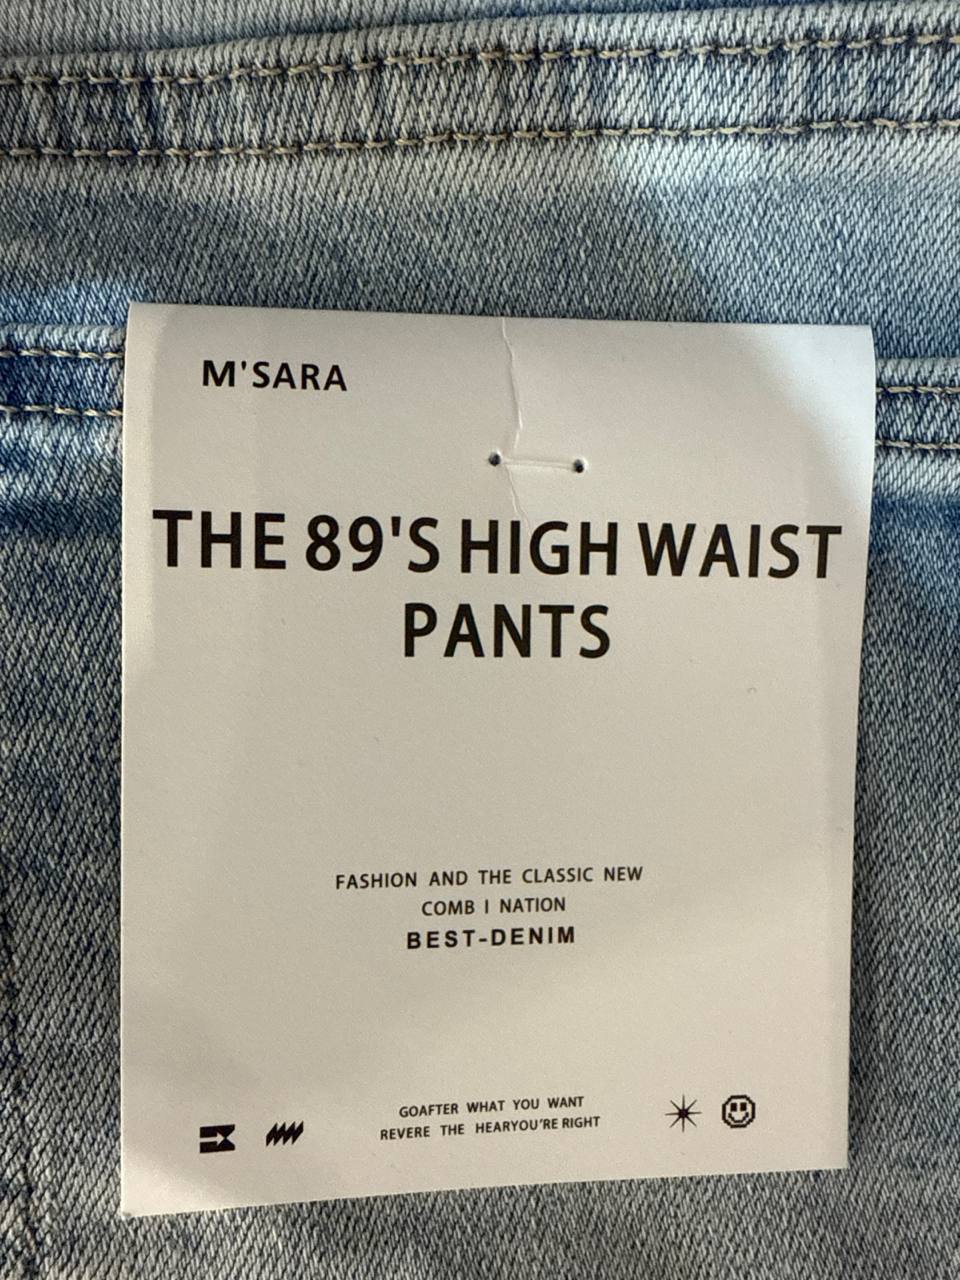 M'SARA
THE 89'S HIGH WAIST
PANTS
FASHION AND THE CLASSIC NEW
COMB I NATION
BEST-DENIM
GOAFTER WHAT YOU WANT
REVERE THE HEARYOU'RE RIGHT